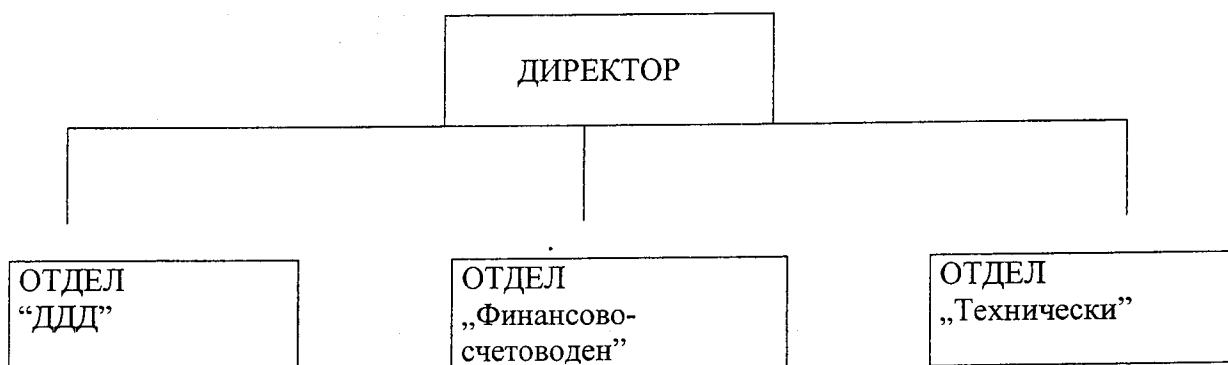 ДИРЕКТОР
ОТДЕЛ
“ДДД”
ОТДЕЛ
„Финансово-
счетоводен”
ОТДЕЛ
„Технически”